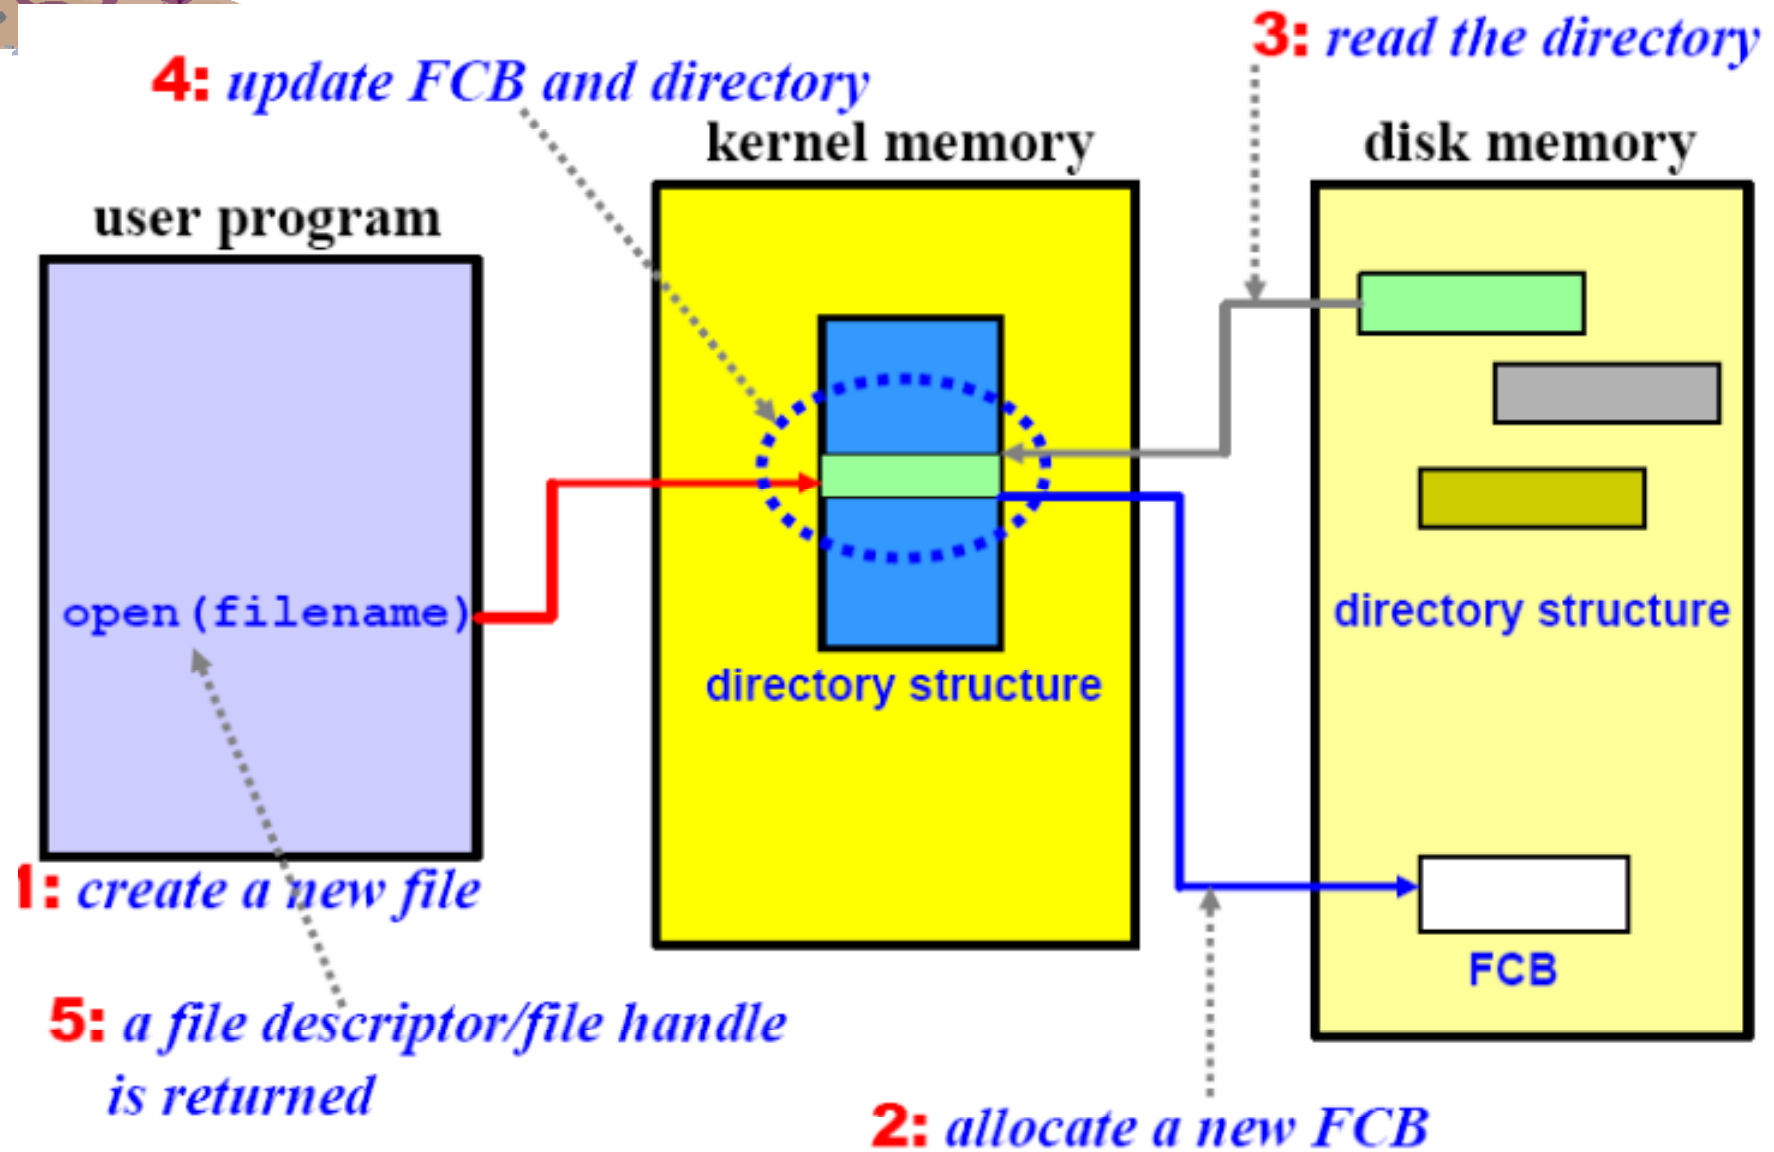 3: read the directory
4: update FCB and directory
kernel memory
disk memory
user program
open(filename)
directory structure
directory structure
1: create a new file
FCB
5: a file descriptor/file handle
is returned
2: allocate a new FCB